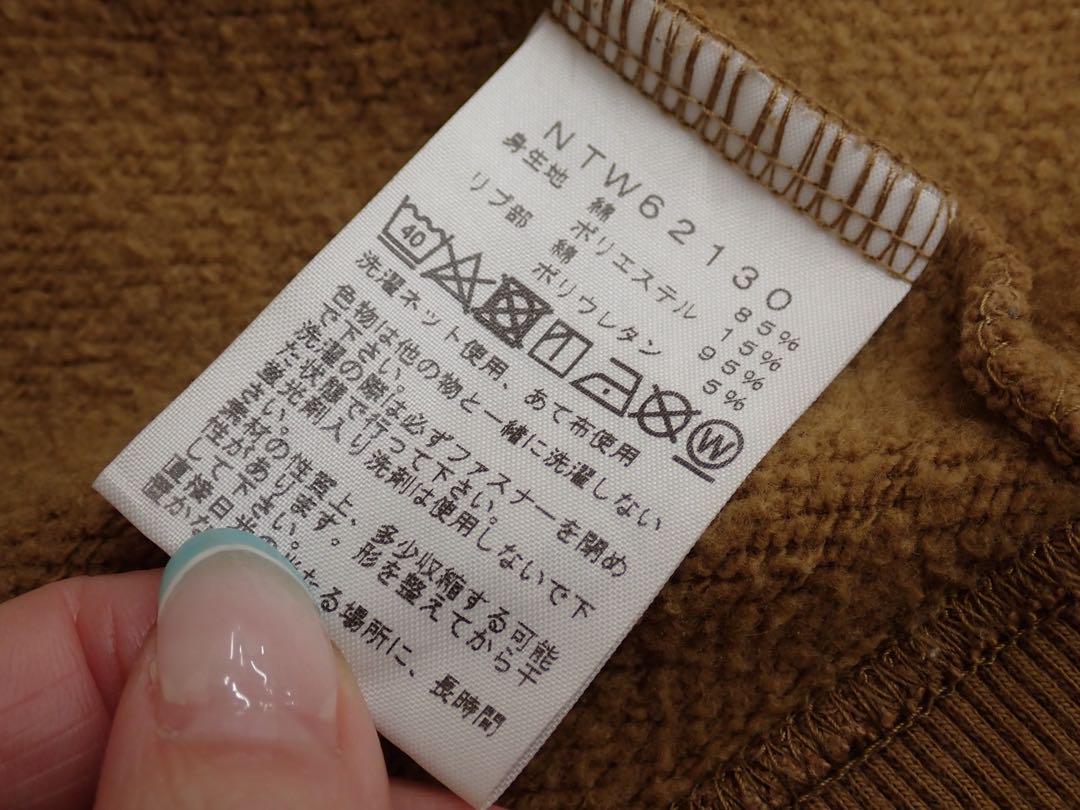 NTW62130
身生地 綿 85%
ポリエステル 15%
リブ部 綿 95%
ポリウレタン 5%
40 W
洗濯ネット使用、あて布使用
色物は他の物と一緒に洗濯しない
で下さい。
洗濯の際は必ずファスナーを閉め
た状態で行って下さい。
蛍光剤入り洗剤は使用しないで下
さい。
素材の性質上、多少収縮する可能
性があります。形を整えてから干
して下さい。
直接日光の当たる場所に、長時間
置かな